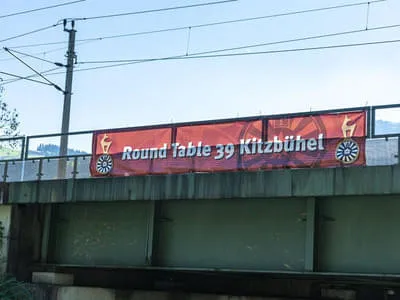 Round Table 39 Kitzbühel